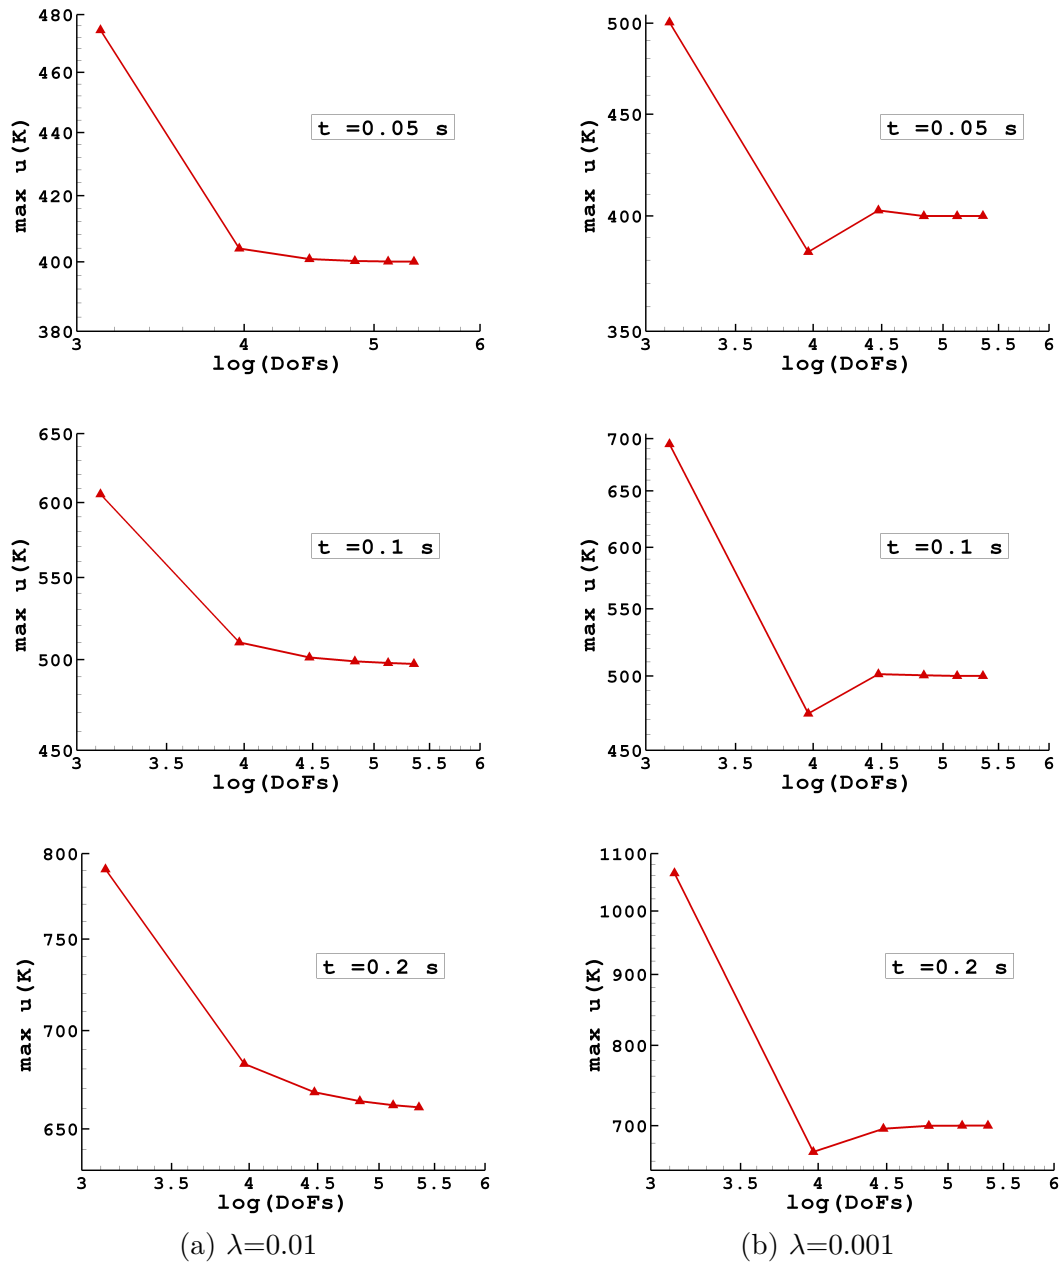 480
460
440
420
400
380
max u(K)
t =0.05 s
3 4 5 6
log(DoFs)
500
450
400
350
max u(K)
t =0.05 s
3 3.5 4 4.5 5 5.5 6
log(DoFs)
650
600
550
500
450
max u(K)
t =0.1 s
3 3.5 4 4.5 5 5.5 6
log(DoFs)
700
650
600
550
500
450
max u(K)
t =0.1 s
3 3.5 4 4.5 5 5.5 6
log(DoFs)
800
750
700
650
max u(K)
t =0.2 s
3 3.5 4 4.5 5 5.5 6
log(DoFs)
(a) λ=0.01
1100
1000
900
800
700
max u(K)
t =0.2 s
3 3.5 4 4.5 5 5.5 6
log(DoFs)
(b) λ=0.001